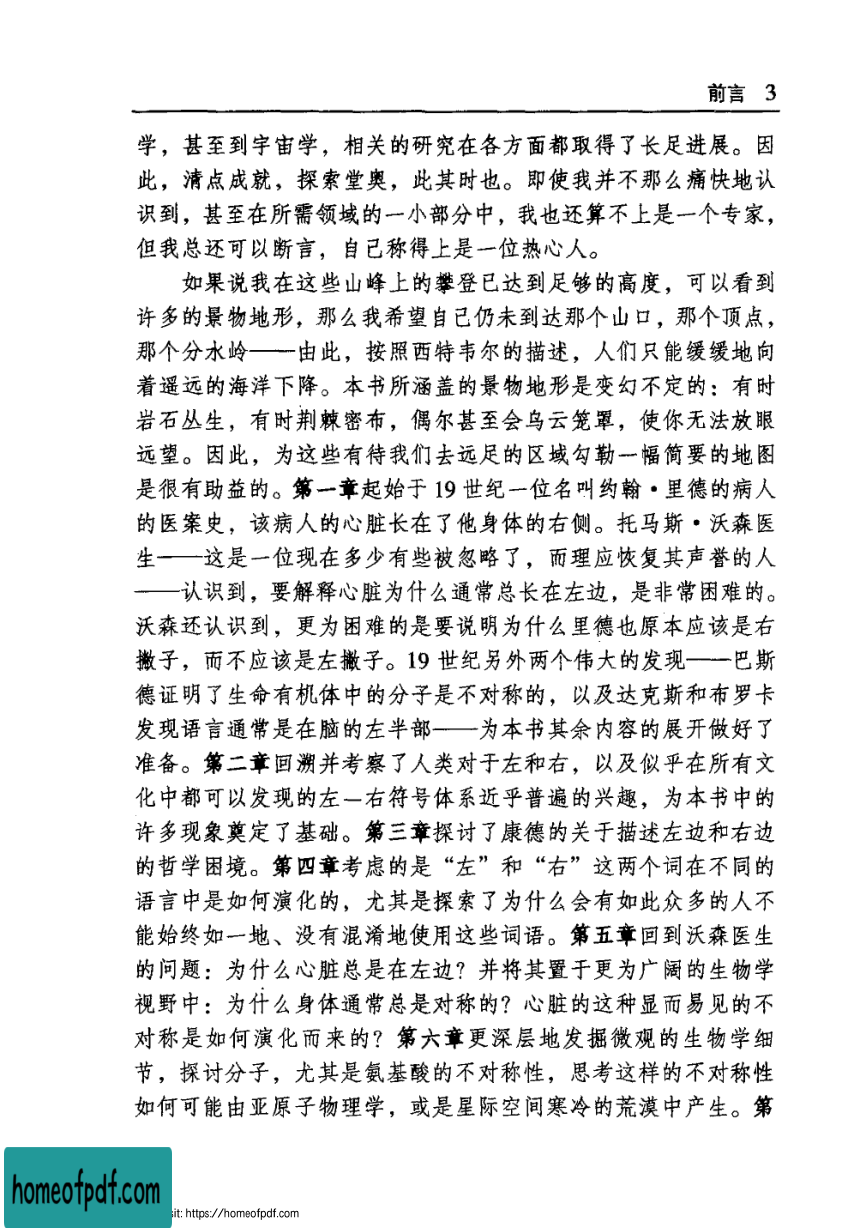 前言 3
学，甚至到宇宙学，相关的研究在各方面都取得了长足进展。因
此，清点成就，探索堂奥，此其时也。即使我并不那么痛快地认
识到，甚至在所需领域的一小部分中，我也还算不上是一个专家，
但我总还可以断言，自己称得上是一位热心人。
如果说我在这些山峰上的攀登已达到足够的高度，可以看到
许多的景物地形，那么我希望自己仍未到达那个山口，那个顶点，
那个分水岭——由此，按照西特韦尔的描述，人们只能缓缓地向
着遥远的海洋下降。本书所涵盖的景物地形是变幻不定的：有时
岩石丛生，有时荆棘密布，偶尔甚至会乌云笼罩，使你无法放眼
远望。因此，为这些有待我们去远足的区域勾勒一幅简要的地图
是很有助益的。第一章起始于 19 世纪一位名叫约翰·里德的病人
的医案史，该病人的心脏长在了他身体的右侧。托马斯·沃森医
生——这是一位现在多少有些被忽略了，而理应恢复其声誉的人
——认识到，要解释心脏为什么通常总长在左边，是非常困难的。
沃森还认识到，更为困难的是要说明为什么里德也原本应该是右
撇子，而不应该是左撇子。19 世纪另外两个伟大的发现——巴斯
德证明了生命有机体中的分子是不对称的，以及达克斯和布罗卡
发现语言通常是在脑的左半部——为本书其余内容的展开做好了
准备。第二章回溯并考察了人类对于左和右，以及似乎在所有文
化中都可以发现的左—右符号体系近乎普遍的兴趣，为本书中的
许多现象奠定了基础。第三章探讨了康德的关于描述左边和右边
的哲学困境。第四章考虑的是“左”和“右”这两个词在不同的
语言中是如何演化的，尤其是探索了为什么会有如此众多的人不
能始终如一地、没有混淆地使用这些词语。第五章回到沃森医生
的问题：为什么心脏总是在左边？并将其置于更为广阔的生物学
视野中：为什么身体通常总是对称的？心脏的这种显而易见的不
对称是如何演化而来的？第六章更深层地发掘微观的生物学细
节，探讨分子，尤其是氨基酸的不对称性，思考这样的不对称性
如何可能由亚原子物理学，或是星际空间寒冷的荒漠中产生。第
homeofpdf.com
sit: https://homeofpdf.com